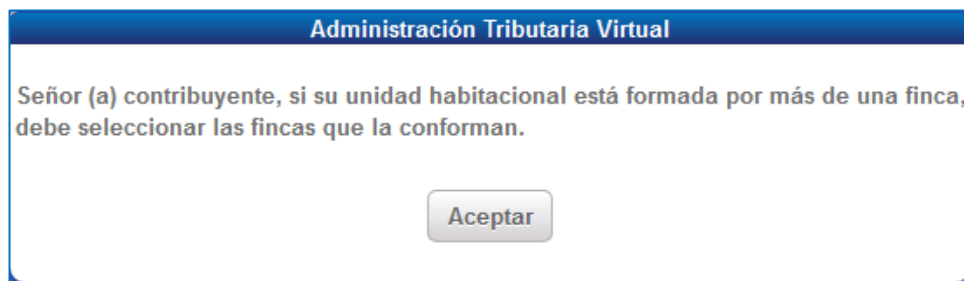 Administración Tributaria Virtual
Señor (a) contribuyente, si su unidad habitacional está formada por más de una finca,
debe seleccionar las fincas que la conforman.
Aceptar